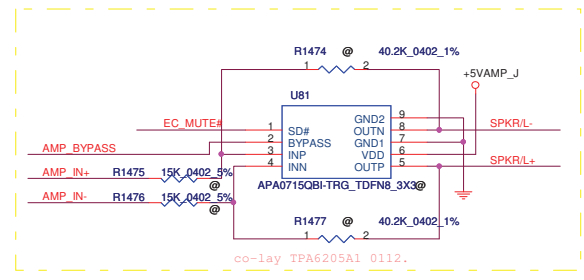 R1474 @ 40.2K_0402_1%
1 2
+5VAMP_J
U81
EC_MUTE# 1 SD# GND2 9
AMP_BYPASS 2 BYPASS OUTN 8 SPKR/L-
3 INP GND1 7
4 INN VDD 6
OUTP 5 SPKR/L+
AMP_IN+ R1475 15K_0402_5%
@
AMP_IN- R1476 15K_0402_5%
@
APA0715QBI-TRG_TDFN8_3X3@
R1477 @ 40.2K_0402_1%
1 2
co-lay TPA6205A1 0112.